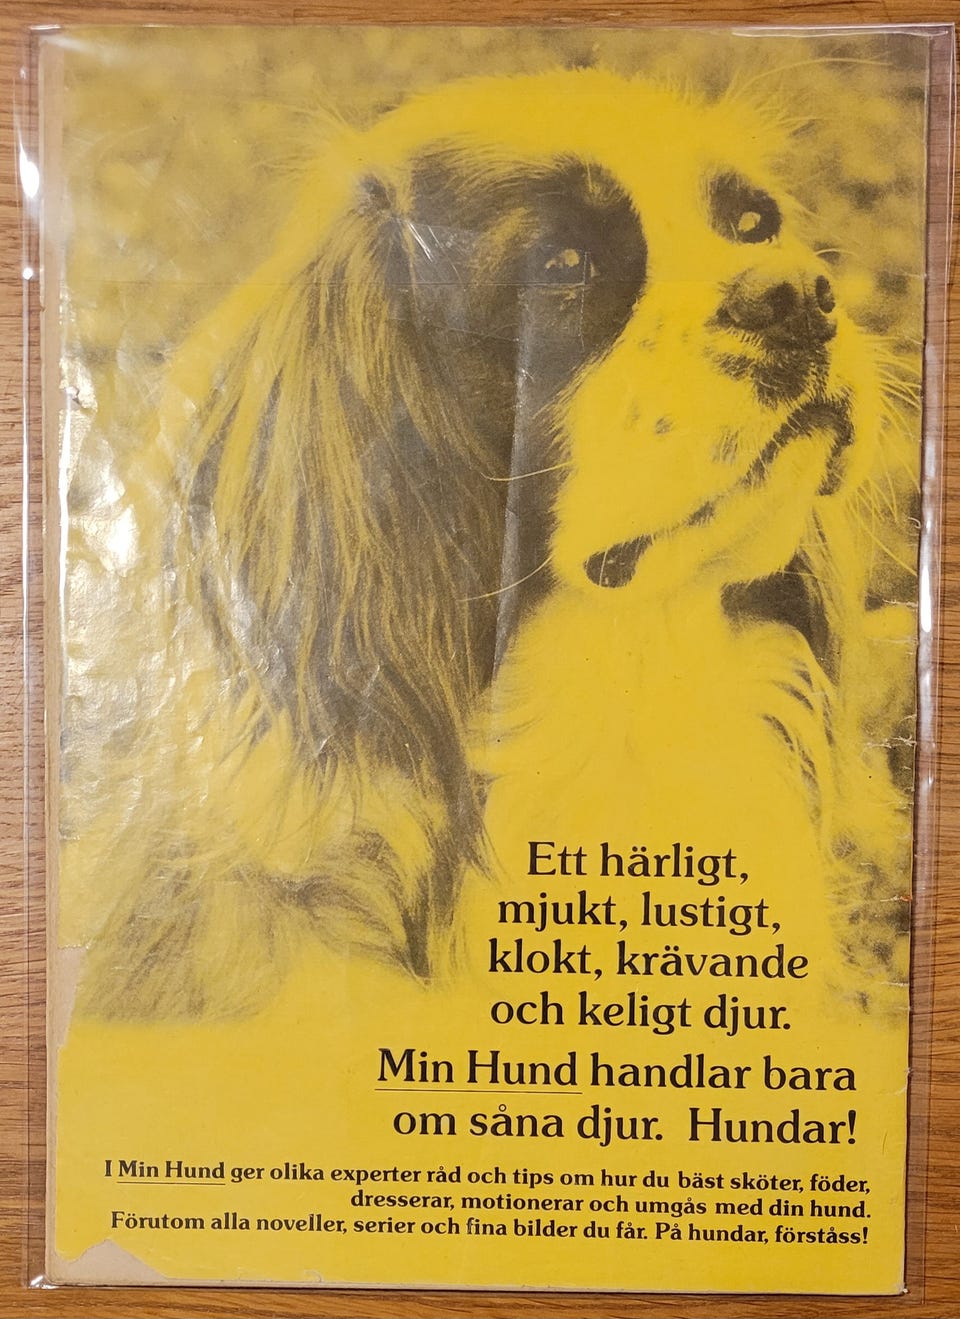 Ett härligt,
mjukt, lustigt,
klokt, krävande
och keligt djur.
Min Hund handlar bara
om såna djur. Hundar!
I Min Hund ger olika experter råd och tips om hur du bäst sköter, föder,
dresserar, motionerar och umgås med din hund.
Förutom alla noveller, serier och fina bilder du får. På hundar, förståss!